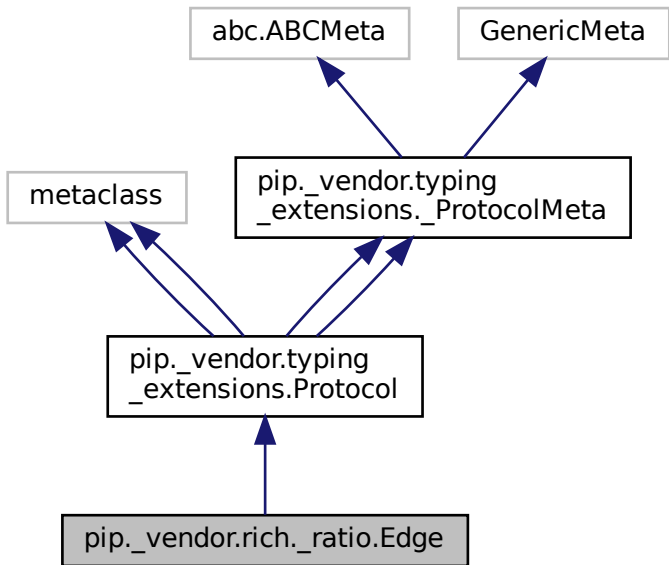 abc.ABCMeta
GenericMeta
metaclass
pip._vendor.typing
_extensions._ProtocolMeta
pip._vendor.typing
_extensions.Protocol
pip._vendor.rich._ratio.Edge